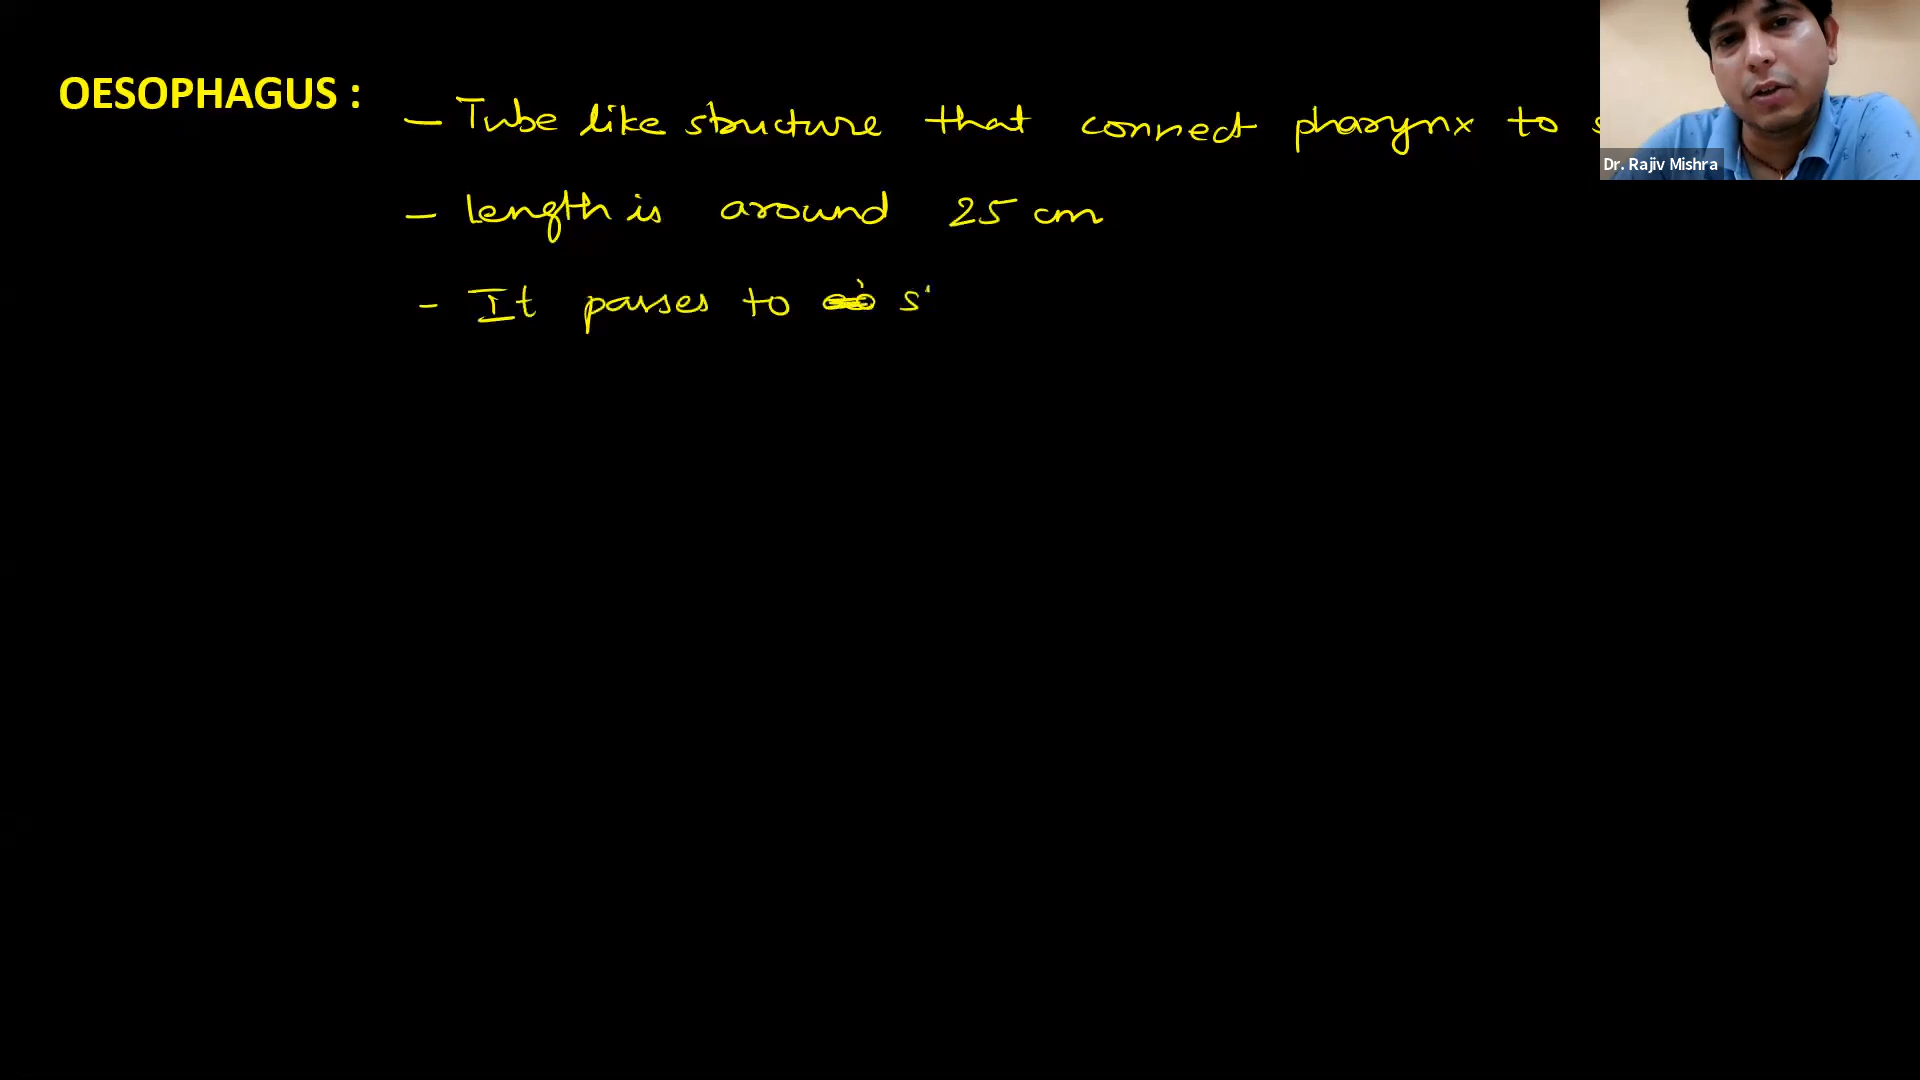 OESOPHAGUS :
– Tube like structure that connect pharynx to
– length is around 25 cm
– It passes to s
Dr. Rajiv Mishra